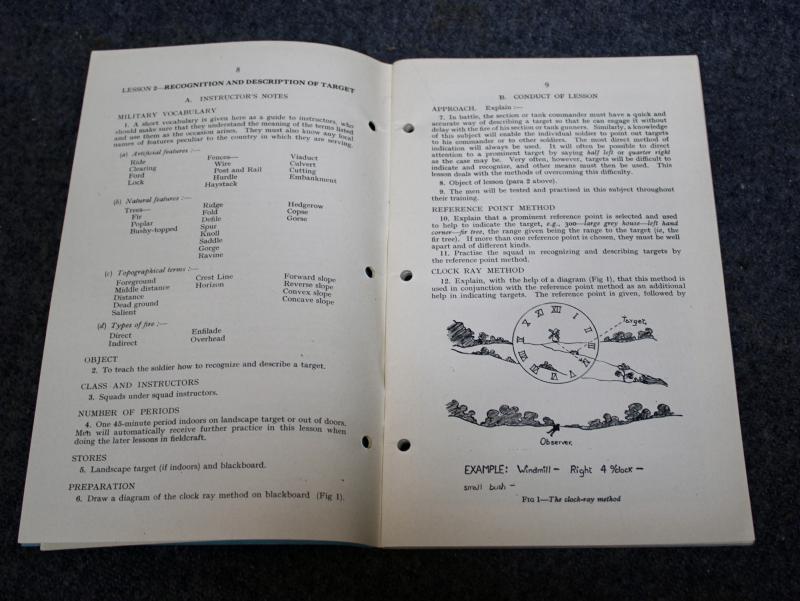 8
LESSON 2—RECOGNITION AND DESCRIPTION OF TARGET
A. INSTRUCTOR'S NOTES
MILITARY VOCABULARY
1. A short vocabulary is given here as a guide to instructors, who
should make sure that they understand the meaning of the terms listed
and use them as the occasion arises. They must also know any local
names of features peculiar to the country in which they are serving.
(a) Artificial features :—
Ride
Clearing
Ford
Lock
Fences—
Wire
Post and Rail
Hurdle
Haystack
Viaduct
Culvert
Cutting
Embankment
(b) Natural features :—
Trees—
Fir
Poplar
Bushy-topped
Ridge
Fold
Defile
Spur
Knoll
Saddle
Gorge
Ravine
Hedgerow
Copse
Gorse
(c) Topographical terms :—
Foreground
Middle distance
Distance
Dead ground
Salient
Crest Line
Horizon
Forward slope
Reverse slope
Convex slope
Concave slope
(d) Types of fire :—
Direct
Indirect
Enfilade
Overhead
OBJECT
2. To teach the soldier how to recognize and describe a target.
CLASS AND INSTRUCTORS
3. Squads under squad instructors.
NUMBER OF PERIODS
4. One 45-minute period indoors on landscape target or out of doors.
Men will automatically receive further practice in this lesson when
doing the later lessons in fieldcraft.
STORES
5. Landscape target (if indoors) and blackboard.
PREPARATION
6. Draw a diagram of the clock ray method on blackboard (Fig 1).
9
B. CONDUCT OF LESSON
APPROACH. Explain :—
7. In battle, the section or tank commander must have a quick and
accurate way of describing a target so that he can engage it without
delay with the fire of his section or tank gunners. Similarly, a knowledge
of this subject will enable the individual soldier to point out targets
to his commander or to other soldiers. The most direct method of
indication will always be used. It will often be possible to direct
attention to a prominent target by saying half left or quarter right
as the case may be. Very often, however, targets will be difficult to
indicate and recognize, and other means must then be used. This
lesson deals with the methods of overcoming this difficulty.
8. Object of lesson (para 2 above).
9. The men will be tested and practised in this subject throughout
their training.
REFERENCE POINT METHOD
10. Explain that a prominent reference point is selected and used
to help to indicate the target, e.g., 300—large grey house—left hand
corner—fir tree, the range given being the range to the target (ie, the
fir tree). If more than one reference point is chosen, they must be well
apart and of different kinds.
11. Practise the squad in recognizing and describing targets by
the reference point method.
CLOCK RAY METHOD
12. Explain, with the help of a diagram (Fig 1), that this method is
used in conjunction with the reference point method as an additional
help in indicating targets. The reference point is given, followed by
Target.
Observer.
EXAMPLE: Windmill — Right 4 o'clock —
small bush —
FIG 1—The clock-ray method